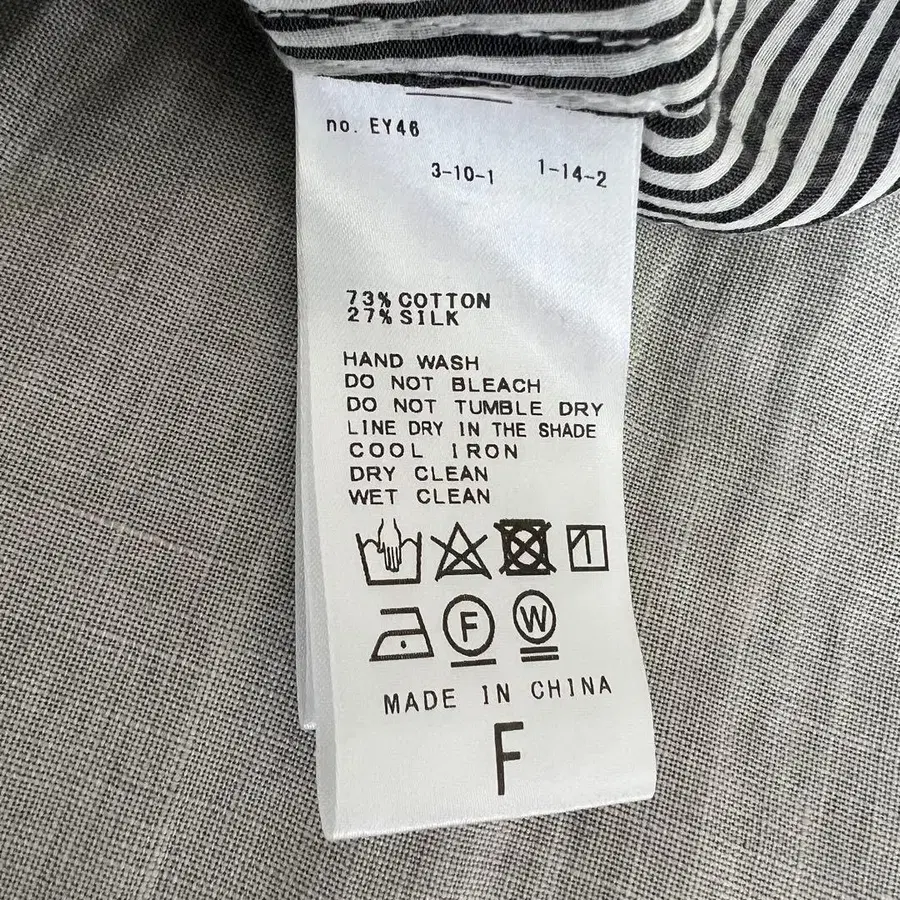 no. EY46
3-10-1 1-14-2
73% COTTON
27% SILK
HAND WASH
DO NOT BLEACH
DO NOT TUMBLE DRY
LINE DRY IN THE SHADE
COOL IRON
DRY CLEAN
WET CLEAN
F W
MADE IN CHINA
F